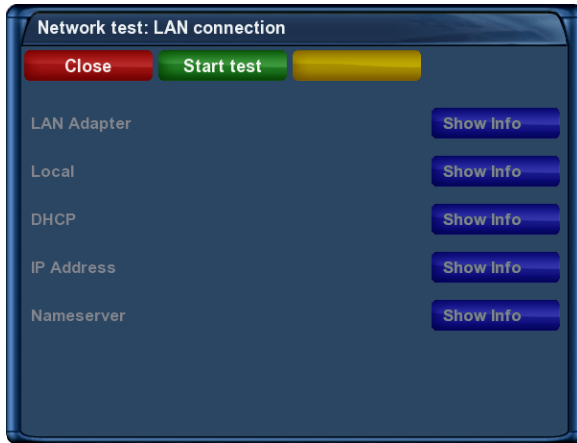 Network test: LAN connection
Close Start test
LAN Adapter Show Info
Local Show Info
DHCP Show Info
IP Address Show Info
Nameserver Show Info